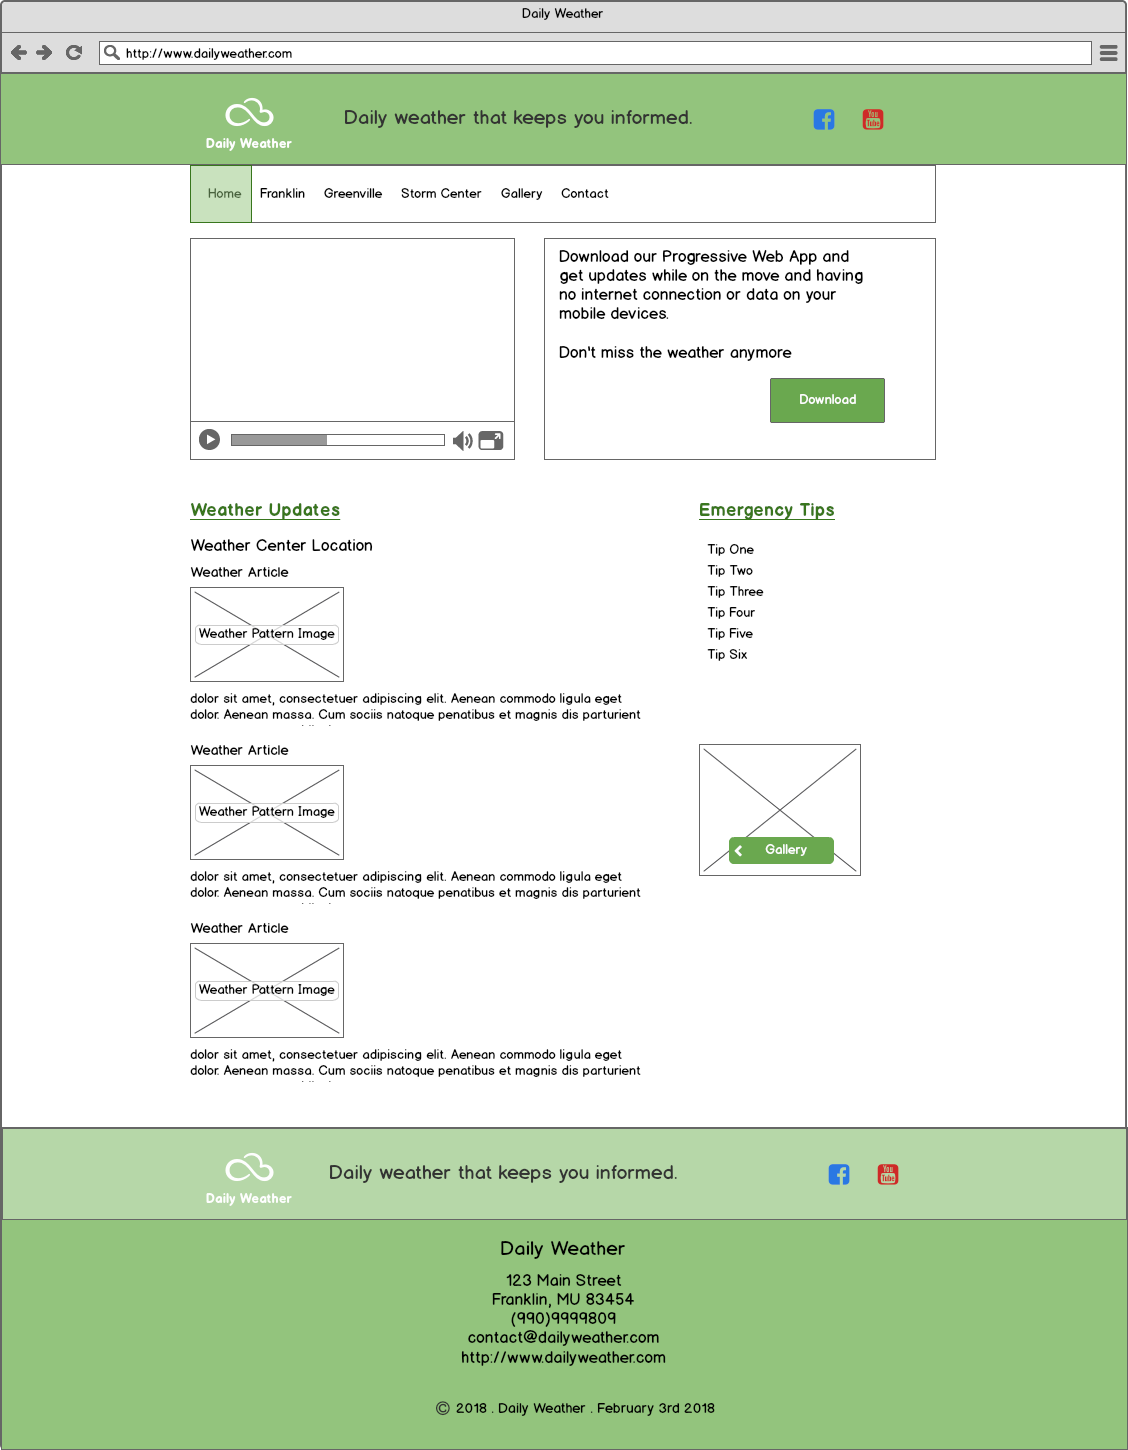 Daily Weather
http://www.dailyweather.com
Daily Weather
Daily weather that keeps you informed.
You
Tube
Home Franklin Greenville Storm Center Gallery Contact
Download our Progressive Web App and
get updates while on the move and having
no internet connection or data on your
mobile devices.
Don't miss the weather anymore
Download
Weather Updates
Weather Center Location
Weather Article
Weather Pattern Image
dolor sit amet, consectetuer adipiscing elit. Aenean commodo ligula eget
dolor. Aenean massa. Cum sociis natoque penatibus et magnis dis parturient
Weather Article
Weather Pattern Image
dolor sit amet, consectetuer adipiscing elit. Aenean commodo ligula eget
dolor. Aenean massa. Cum sociis natoque penatibus et magnis dis parturient
Weather Article
Weather Pattern Image
dolor sit amet, consectetuer adipiscing elit. Aenean commodo ligula eget
dolor. Aenean massa. Cum sociis natoque penatibus et magnis dis parturient
Emergency Tips
Tip One
Tip Two
Tip Three
Tip Four
Tip Five
Tip Six
Gallery
Daily Weather
Daily weather that keeps you informed.
You
Tube
Daily Weather
123 Main Street
Franklin, MU 83454
(990)9999809
contact@dailyweather.com
http://www.dailyweather.com
© 2018 . Daily Weather . February 3rd 2018